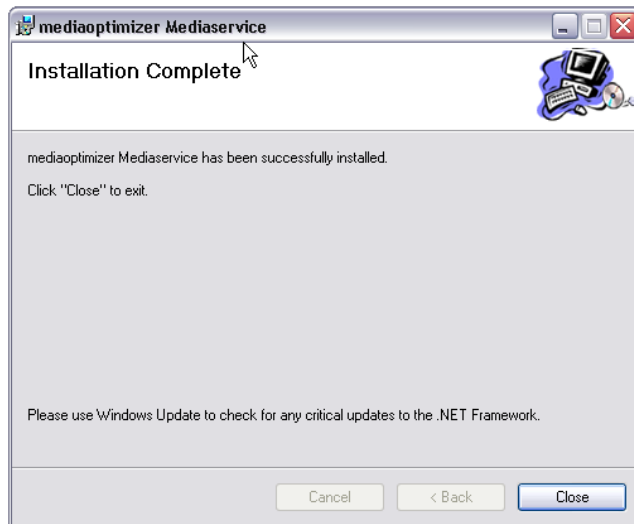 mediaoptimizer Mediaservice
Installation Complete
mediaoptimizer Mediaservice has been successfully installed.
Click "Close" to exit.
Please use Windows Update to check for any critical updates to the .NET Framework.
Cancel
< Back
Close